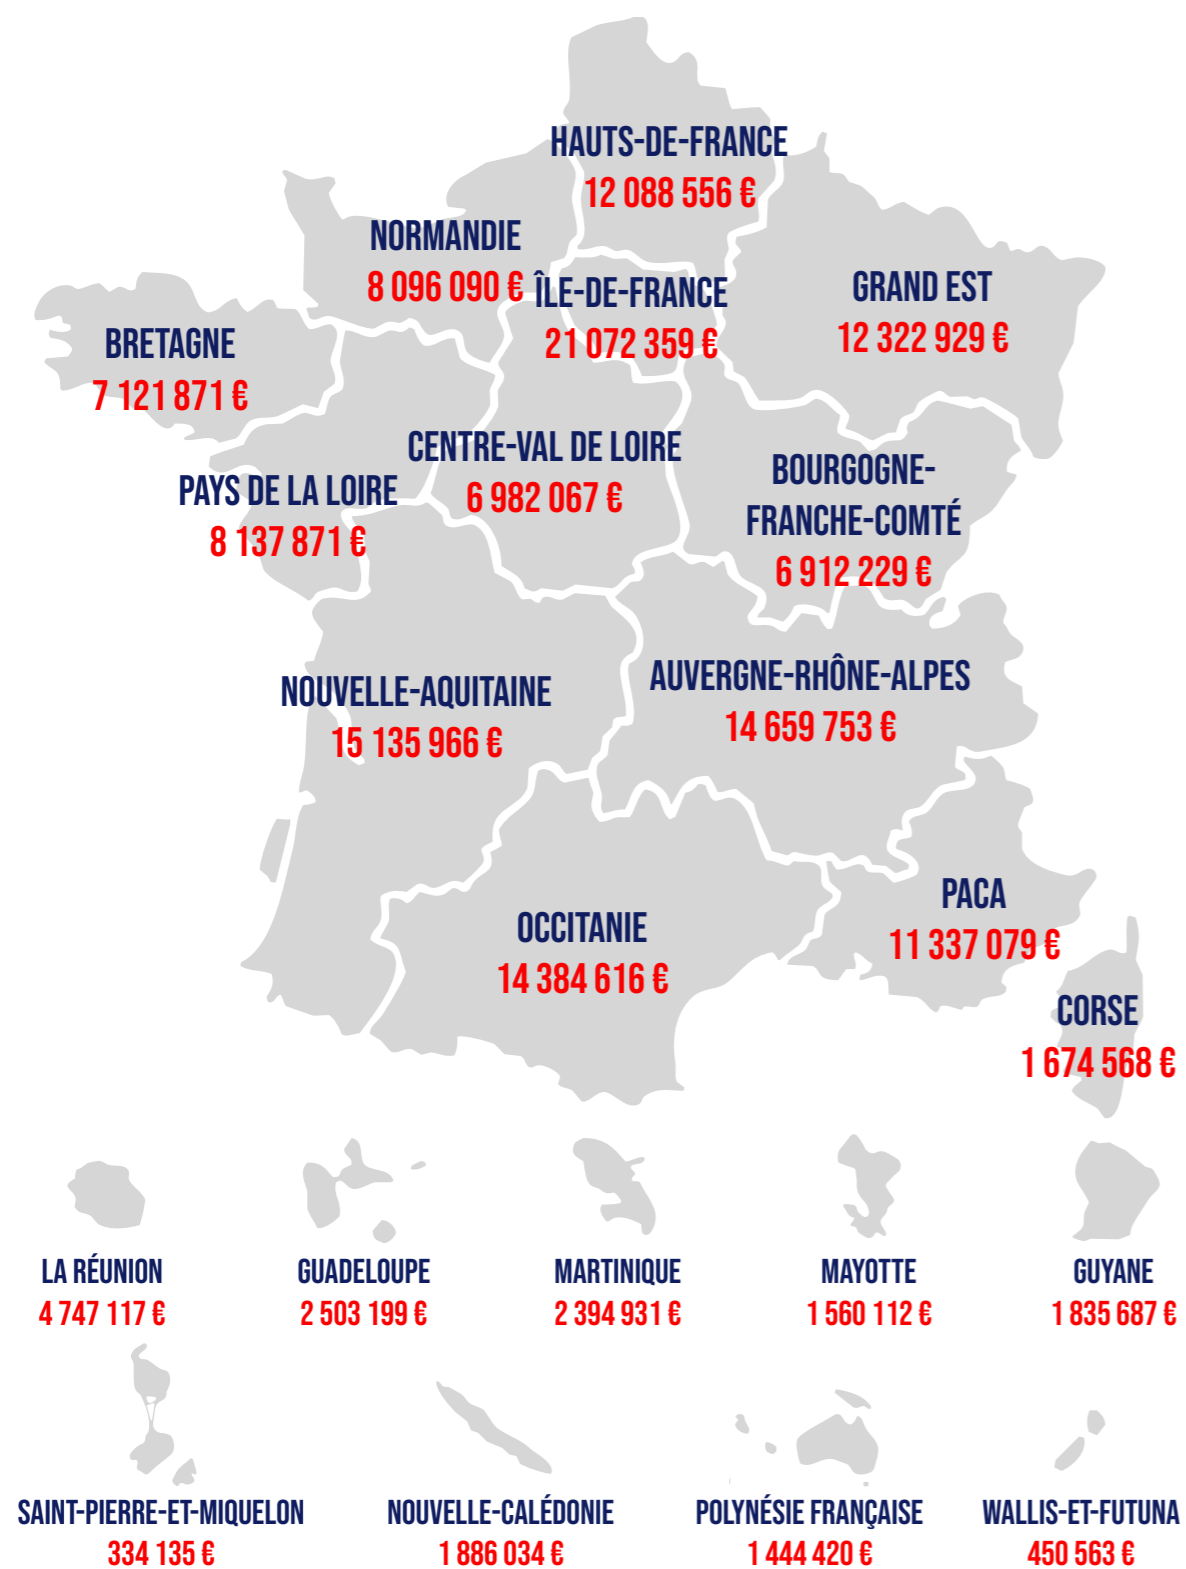 HAUTS-DE-FRANCE
12 088 556 €
NORMANDIE
8 096 090 €
ÎLE-DE-FRANCE
21 072 359 €
GRAND EST
12 322 929 €
BRETAGNE
7 121 871 €
CENTRE-VAL DE LOIRE
6 982 067 €
PAYS DE LA LOIRE
8 137 871 €
BOURGOGNE-
FRANCHE-COMTÉ
6 912 229 €
NOUVELLE-AQUITAINE
15 135 966 €
AUVERGNE-RHÔNE-ALPES
14 659 753 €
OCCITANIE
14 384 616 €
PACA
11 337 079 €
CORSE
1 674 568 €
LA RÉUNION
4 747 117 €
GUADELOUPE
2 503 199 €
MARTINIQUE
2 394 931 €
MAYOTTE
1 560 112 €
GUYANE
1 835 687 €
SAINT-PIERRE-ET-MIQUELON
334 135 €
NOUVELLE-CALÉDONIE
1 886 034 €
POLYNÉSIE FRANÇAISE
1 444 420 €
WALLIS-ET-FUTUNA
450 563 €